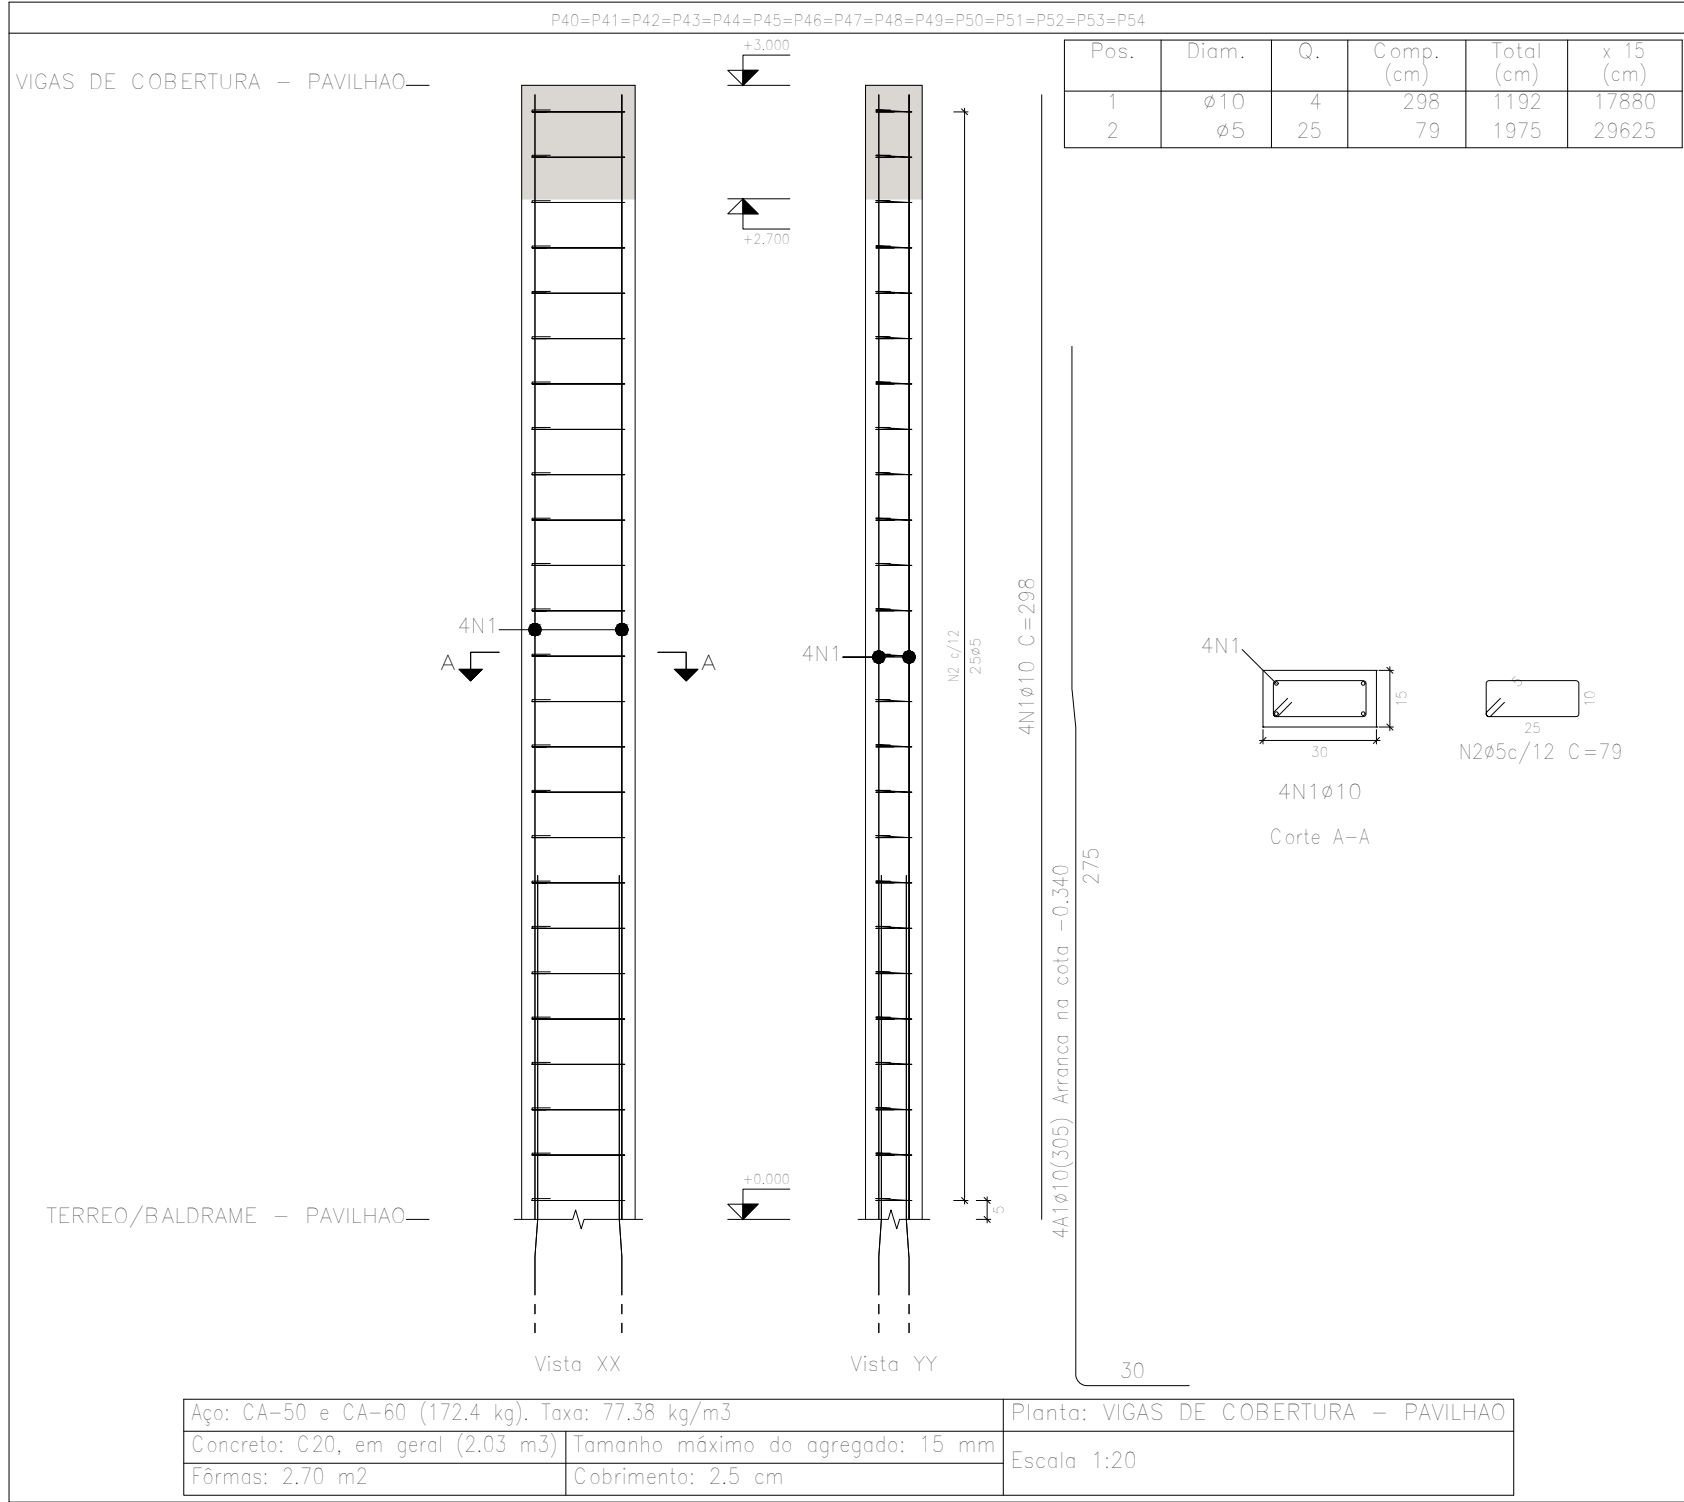 P40=P41=P42=P43=P44=P45=P46=P47=P48=P49=P50=P51=P52=P53=P54
VIGAS DE COBERTURA - PAVILHAO
+3.000
+2.700
Pos. Diam. Q. Comp. (cm) Total (cm) x 15 (cm)
1 ø10 4 298 1192 17880
2 ø5 25 79 1975 29625
4N1
A A
4N1
N2 c/12
25ø5
4N1ø10 C=298
4A1ø10(305) Arranca na cota -0.340
275
30
4N1
15
30
4N1ø10
Corte A-A
5
10
25
N2ø5c/12 C=79
TERREO/BALDRAME - PAVILHAO
+0.000
5
Vista XX
Vista YY
Aço: CA-50 e CA-60 (172.4 kg). Taxa: 77.38 kg/m3
Planta: VIGAS DE COBERTURA - PAVILHAO
Concreto: C20, em geral (2.03 m3)
Tamanho máximo do agregado: 15 mm
Escala 1:20
Fôrmas: 2.70 m2
Cobrimento: 2.5 cm